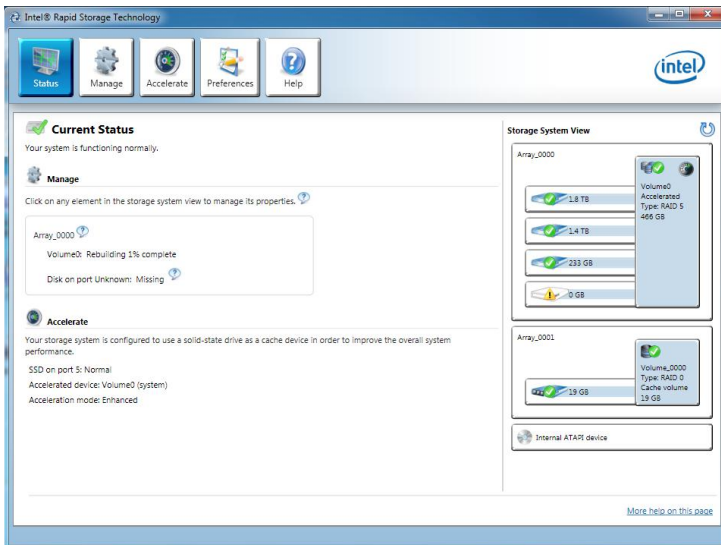 Intel® Rapid Storage Technology
Status
Manage
Accelerate
Preferences
Help
intel
Current Status
Your system is functioning normally.
Manage
Click on any element in the storage system view to manage its properties.
Array_0000
Volume0: Rebuilding 1% complete
Disk on port Unknown: Missing
Accelerate
Your storage system is configured to use a solid-state drive as a cache device in order to improve the overall system
performance.
SSD on port 5: Normal
Accelerated device: Volume0 (system)
Acceleration mode: Enhanced
Storage System View
Array_0000
1.8 TB
1.4 TB
233 GB
0 GB
Volume0
Accelerated
Type: RAID 5
466 GB
Array_0001
19 GB
Volume_0000
Type: RAID 0
Cache volume
19 GB
Internal ATAPI device
More help on this page